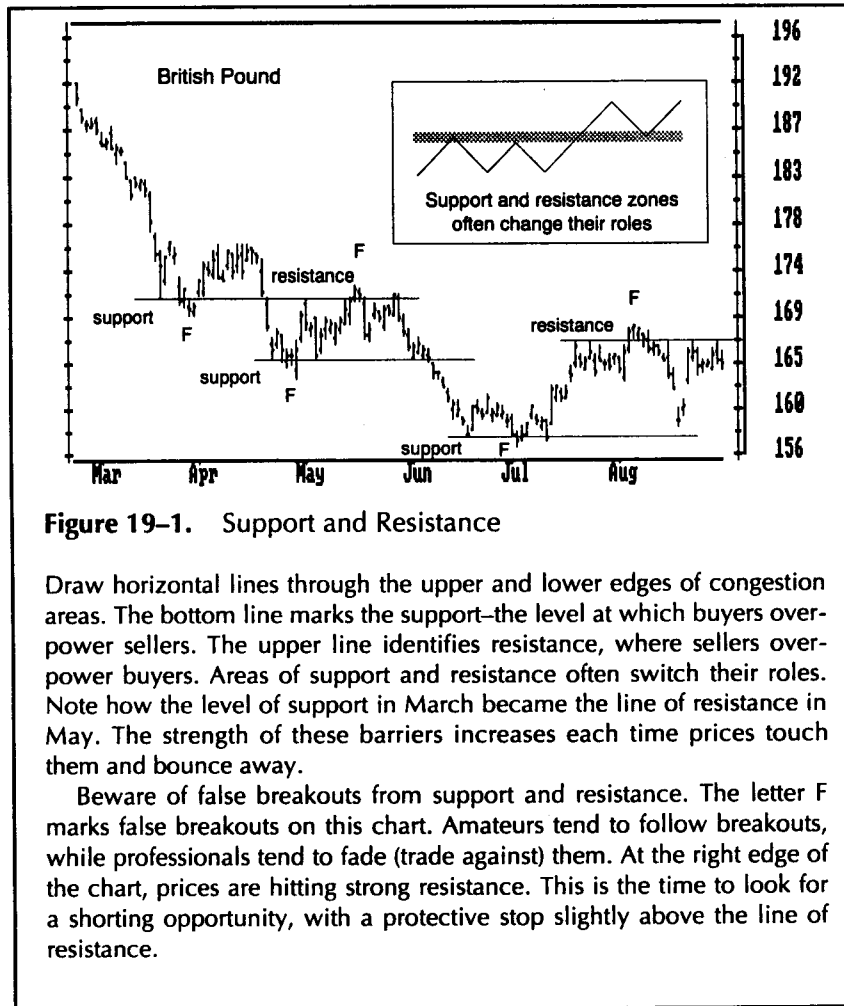 196
British Pound
192
187
183
Support and resistance zones
often change their roles
178
F
174
resistance
F
support
F
169
resistance
support
165
F
160
support
F
156
Mar Apr May Jun Jul Aug
Figure 19–1. Support and Resistance
Draw horizontal lines through the upper and lower edges of congestion
areas. The bottom line marks the support–the level at which buyers over-
power sellers. The upper line identifies resistance, where sellers over-
power buyers. Areas of support and resistance often switch their roles.
Note how the level of support in March became the line of resistance in
May. The strength of these barriers increases each time prices touch
them and bounce away.
Beware of false breakouts from support and resistance. The letter F
marks false breakouts on this chart. Amateurs tend to follow breakouts,
while professionals tend to fade (trade against) them. At the right edge of
the chart, prices are hitting strong resistance. This is the time to look for
a shorting opportunity, with a protective stop slightly above the line of
resistance.